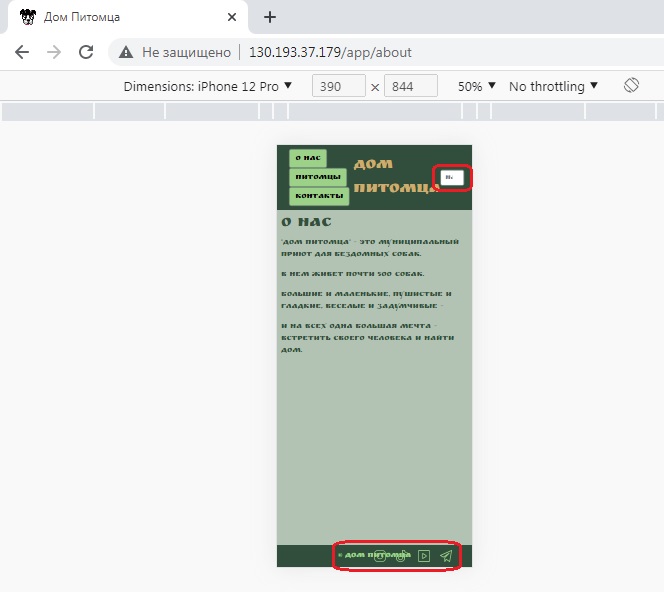 Дом Питомца
Не защищено 130.193.37.179/app/about
Dimensions: iPhone 12 Pro ▼ 390 × 844 50% ▼ No throttling ▼
О НАС
ПИТОМЦЫ
КОНТАКТЫ
ДОМ
ПИТОМЦА
О НАС
"ДОМ ПИТОМЦА" - ЭТО МУНИЦИПАЛЬНЫЙ
ПРИЮТ ДЛЯ БЕЗДОМНЫХ СОБАК.
В НЕМ ЖИВЕТ ПОЧТИ 500 СОБАК.
БОЛЬШИЕ И МАЛЕНЬКИЕ, ПУШИСТЫЕ И
ГЛАДКИЕ, ВЕСЕЛЫЕ И ЗАДУМЧИВЫЕ -
И НА ВСЕХ ОДНА БОЛЬШАЯ МЕЧТА -
ВСТРЕТИТЬ СВОЕГО ЧЕЛОВЕКА И НАЙТИ
ДОМ.
© ДОМ ПИТОМЦА